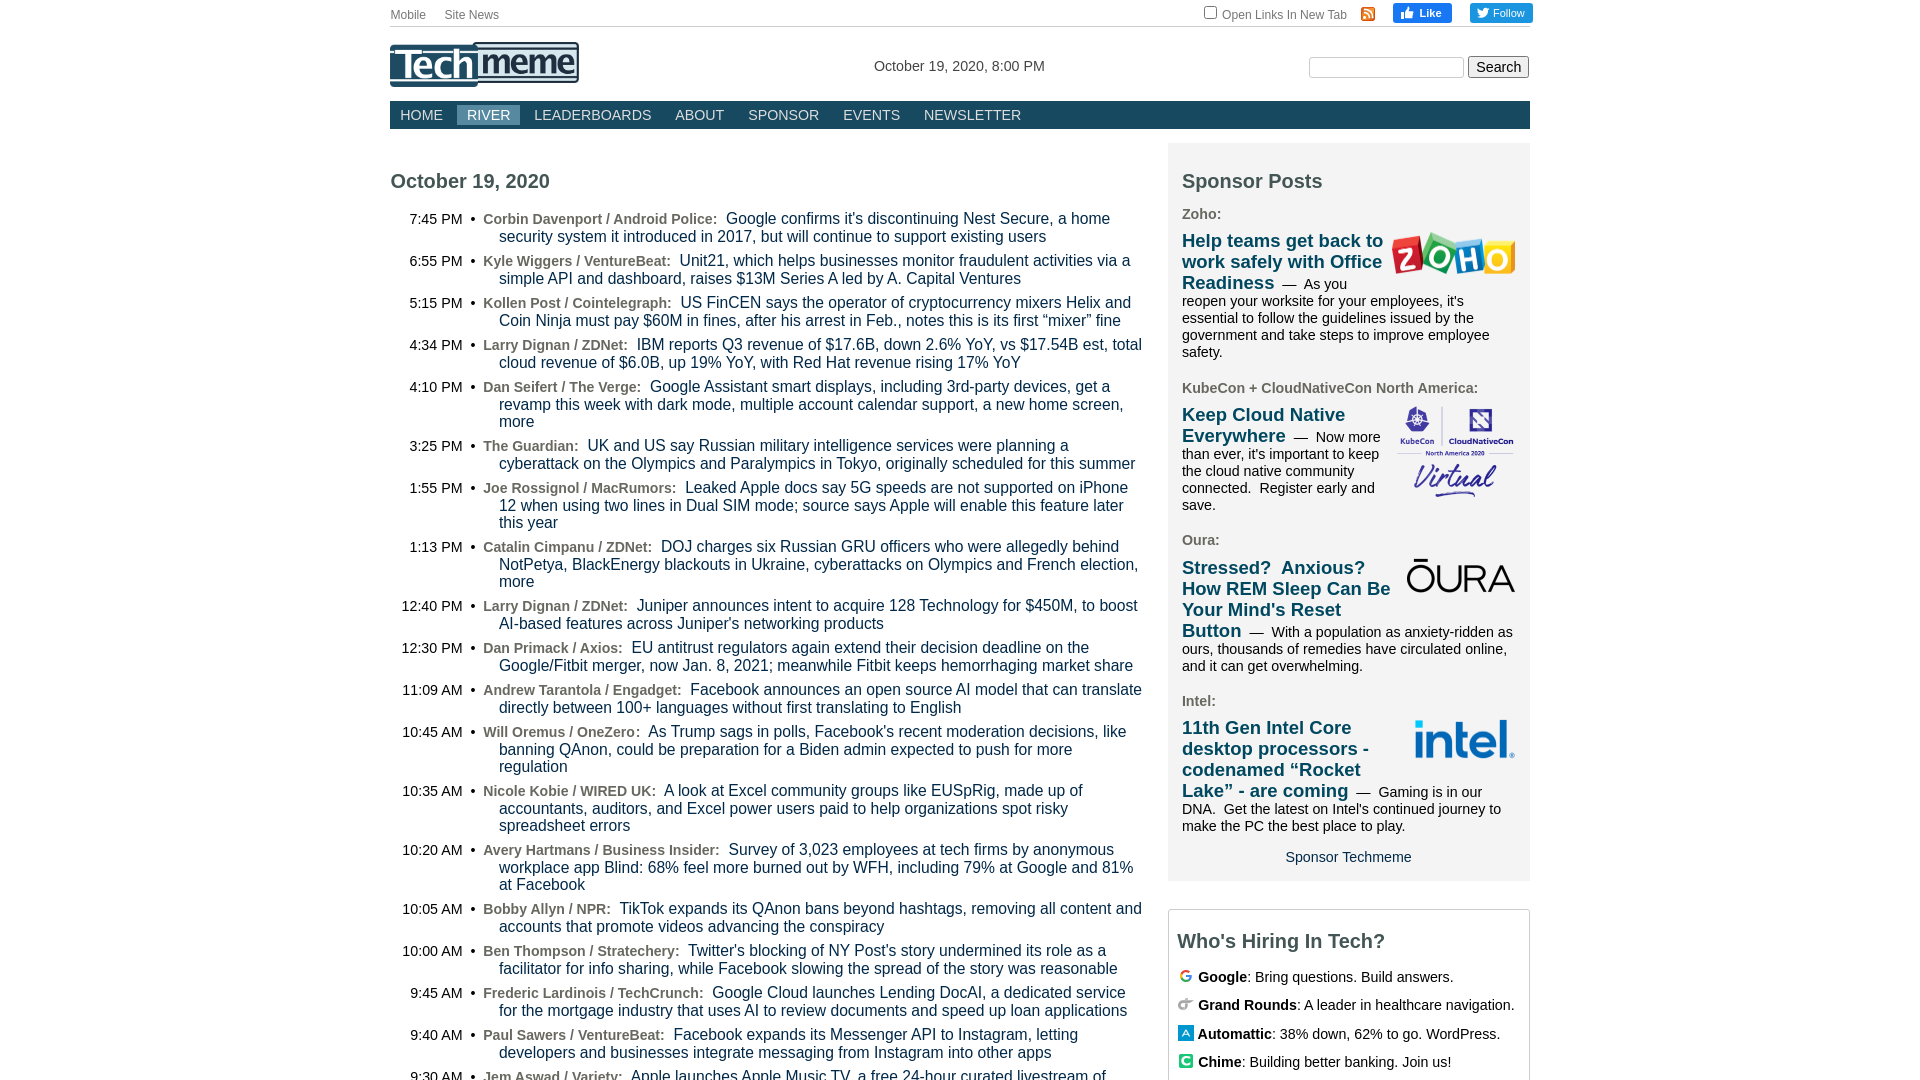 Mobile Site News Open Links In New Tab Like Follow
Techmeme October 19, 2020, 8:00 PM Search
HOME RIVER LEADERBOARDS ABOUT SPONSOR EVENTS NEWSLETTER
October 19, 2020
7:45 PM • Corbin Davenport / Android Police: Google confirms it's discontinuing Nest Secure, a home
security system it introduced in 2017, but will continue to support existing users
6:55 PM • Kyle Wiggers / VentureBeat: Unit21, which helps businesses monitor fraudulent activities via a
simple API and dashboard, raises $13M Series A led by A. Capital Ventures
5:15 PM • Kollen Post / Cointelegraph: US FinCEN says the operator of cryptocurrency mixers Helix and
Coin Ninja must pay $60M in fines, after his arrest in Feb., notes this is its first “mixer” fine
4:34 PM • Larry Dignan / ZDNet: IBM reports Q3 revenue of $17.6B, down 2.6% YoY, vs $17.54B est, total
cloud revenue of $6.0B, up 19% YoY, with Red Hat revenue rising 17% YoY
4:10 PM • Dan Seifert / The Verge: Google Assistant smart displays, including 3rd-party devices, get a
revamp this week with dark mode, multiple account calendar support, a new home screen,
more
3:25 PM • The Guardian: UK and US say Russian military intelligence services were planning a
cyberattack on the Olympics and Paralympics in Tokyo, originally scheduled for this summer
1:55 PM • Joe Rossignol / MacRumors: Leaked Apple docs say 5G speeds are not supported on iPhone
12 when using two lines in Dual SIM mode; source says Apple will enable this feature later
this year
1:13 PM • Catalin Cimpanu / ZDNet: DOJ charges six Russian GRU officers who were allegedly behind
NotPetya, BlackEnergy blackouts in Ukraine, cyberattacks on Olympics and French election,
more
12:40 PM • Larry Dignan / ZDNet: Juniper announces intent to acquire 128 Technology for $450M, to boost
AI-based features across Juniper's networking products
12:30 PM • Dan Primack / Axios: EU antitrust regulators again extend their decision deadline on the
Google/Fitbit merger, now Jan. 8, 2021; meanwhile Fitbit keeps hemorrhaging market share
11:09 AM • Andrew Tarantola / Engadget: Facebook announces an open source AI model that can translate
directly between 100+ languages without first translating to English
10:45 AM • Will Oremus / OneZero: As Trump sags in polls, Facebook's recent moderation decisions, like
banning QAnon, could be preparation for a Biden admin expected to push for more
regulation
10:35 AM • Nicole Kobie / WIRED UK: A look at Excel community groups like EUSpRig, made up of
accountants, auditors, and Excel power users paid to help organizations spot risky
spreadsheet errors
10:20 AM • Avery Hartmans / Business Insider: Survey of 3,023 employees at tech firms by anonymous
workplace app Blind: 68% feel more burned out by WFH, including 79% at Google and 81%
at Facebook
10:05 AM • Bobby Allyn / NPR: TikTok expands its QAnon bans beyond hashtags, removing all content and
accounts that promote videos advancing the conspiracy
10:00 AM • Ben Thompson / Stratechery: Twitter's blocking of NY Post's story undermined its role as a
facilitator for info sharing, while Facebook slowing the spread of the story was reasonable
9:45 AM • Frederic Lardinois / TechCrunch: Google Cloud launches Lending DocAI, a dedicated service
for the mortgage industry that uses AI to review documents and speed up loan applications
9:40 AM • Paul Sawers / VentureBeat: Facebook expands its Messenger API to Instagram, letting
developers and businesses integrate messaging from Instagram into other apps
9:30 AM • Jem Aswad / Variety: Apple launches Apple Music TV, a free 24-hour curated livestream of
Sponsor Posts
Zoho:
Help teams get back to ZOHO
work safely with Office
Readiness — As you
reopen your worksite for your employees, it's
essential to follow the guidelines issued by the
government and take steps to improve employee
safety.
KubeCon + CloudNativeCon North America:
Keep Cloud Native
Everywhere — Now more
than ever, it's important to keep
the cloud native community
connected. Register early and
save.
KubeCon CloudNativeCon
North America 2020
Virtual
Oura:
Stressed? Anxious? ŌURA
How REM Sleep Can Be
Your Mind's Reset
Button — With a population as anxiety-ridden as
ours, thousands of remedies have circulated online,
and it can get overwhelming.
Intel:
11th Gen Intel Core intel®
desktop processors -
codenamed “Rocket
Lake” - are coming — Gaming is in our
DNA. Get the latest on Intel's continued journey to
make the PC the best place to play.
Sponsor Techmeme
Who's Hiring In Tech?
Google: Bring questions. Build answers.
Grand Rounds: A leader in healthcare navigation.
Automattic: 38% down, 62% to go. WordPress.
Chime: Building better banking. Join us!